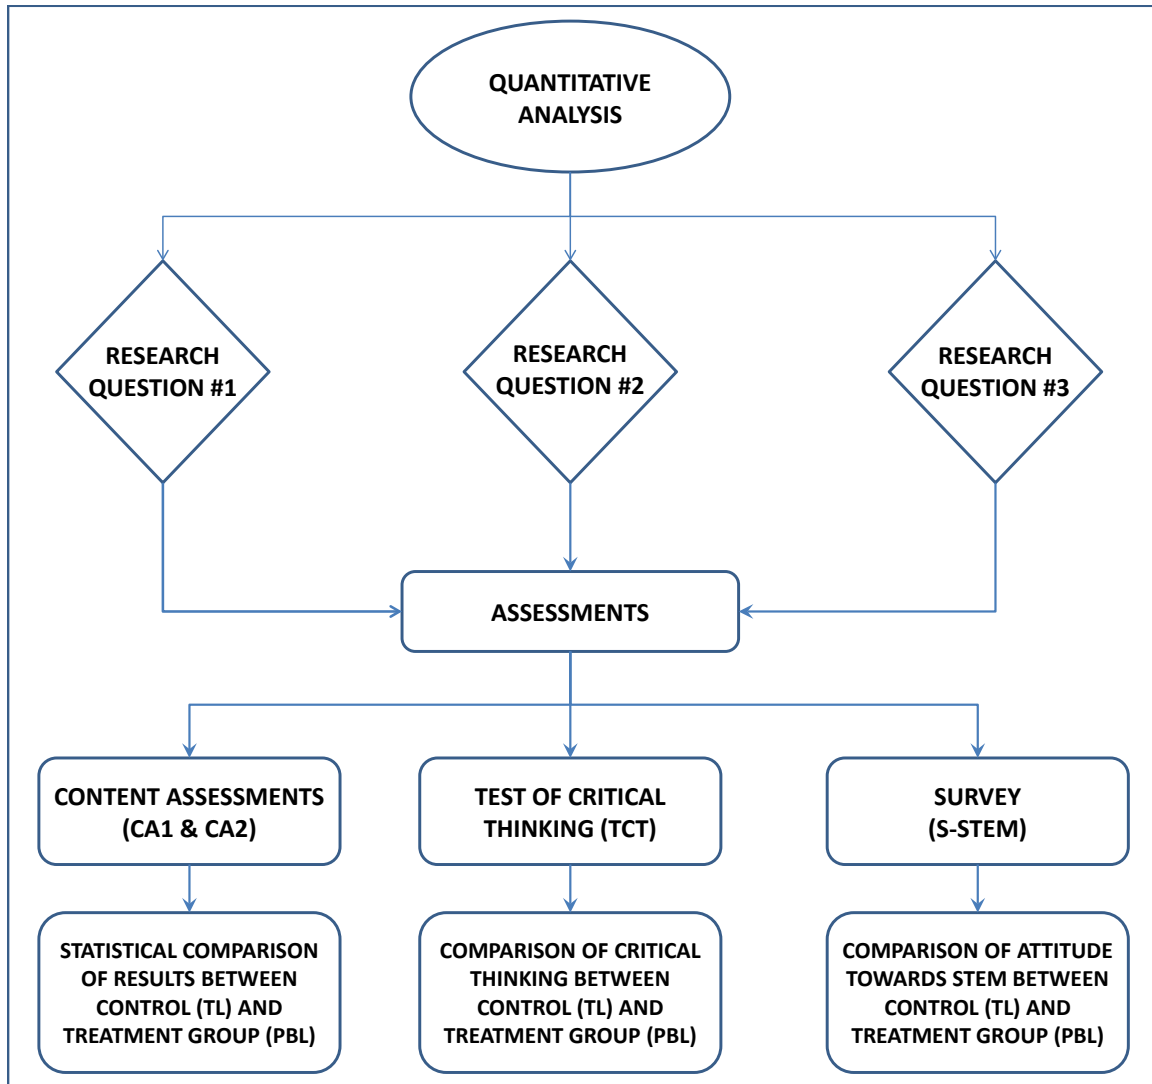 QUANTITATIVE
ANALYSIS
RESEARCH
QUESTION #1
RESEARCH
QUESTION #2
RESEARCH
QUESTION #3
ASSESSMENTS
CONTENT ASSESSMENTS
(CA1 & CA2)
TEST OF CRITICAL
THINKING (TCT)
SURVEY
(S-STEM)
STATISTICAL COMPARISON
OF RESULTS BETWEEN
CONTROL (TL) AND
TREATMENT GROUP (PBL)
COMPARISON OF CRITICAL
THINKING BETWEEN
CONTROL (TL) AND
TREATMENT GROUP (PBL)
COMPARISON OF ATTITUDE
TOWARDS STEM BETWEEN
CONTROL (TL) AND
TREATMENT GROUP (PBL)